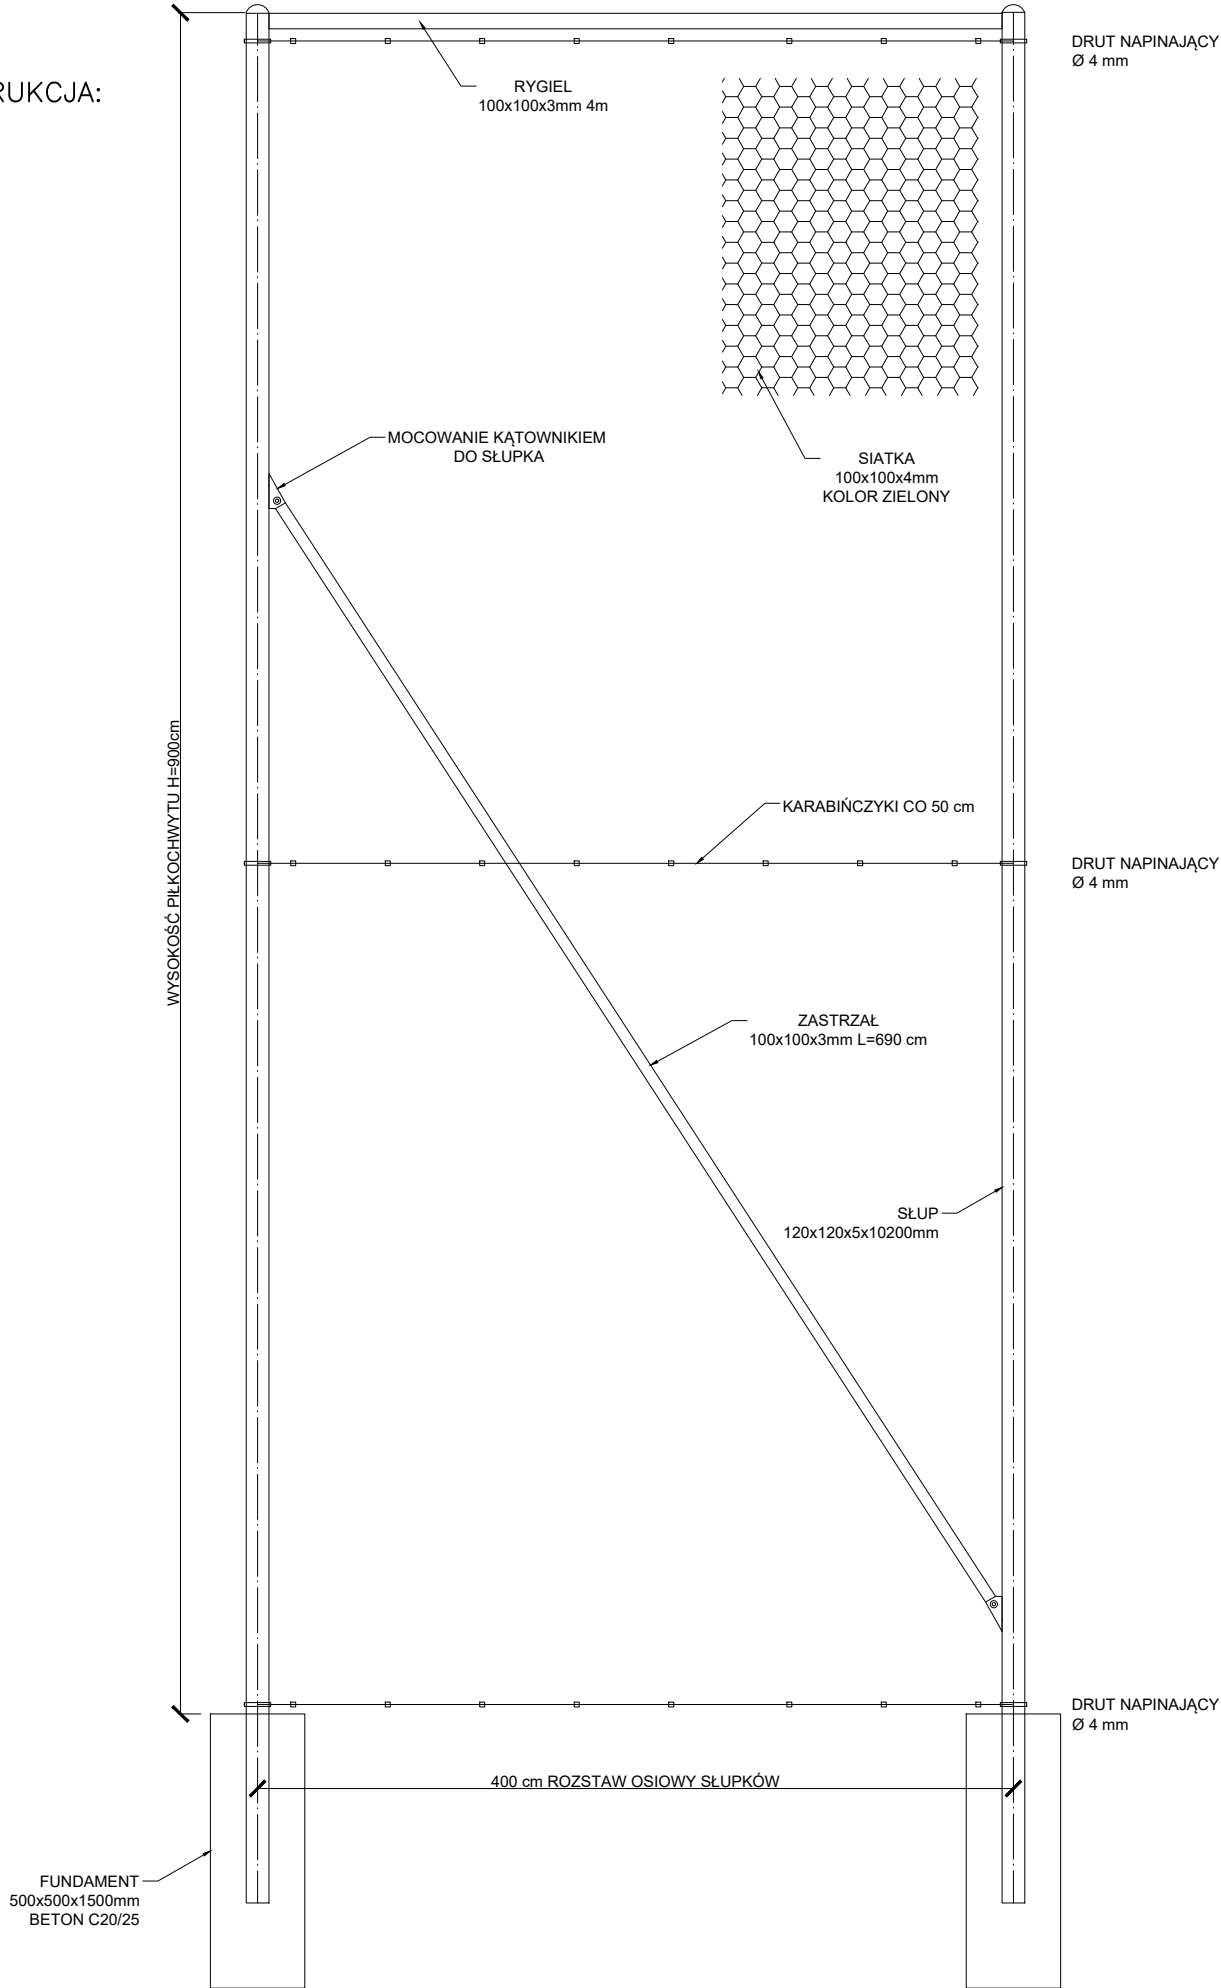 RUKCJA:
DRUT NAPINAJĄCY
Ø 4 mm
RYGIEL
100x100x3mm 4m
MOCOWANIE KĄTOWNIKIEM
DO SŁUPKA
SIATKA
100x100x4mm
KOLOR ZIELONY
WYSOKOŚĆ PIŁKOCHWYTU H=900cm
KARABIŃCZYKI CO 50 cm
DRUT NAPINAJĄCY
Ø 4 mm
ZASTRZAŁ
100x100x3mm L=690 cm
SŁUP
120x120x5x10200mm
DRUT NAPINAJĄCY
Ø 4 mm
400 cm ROZSTAW OSIOWY SŁUPKÓW
FUNDAMENT
500x500x1500mm
BETON C20/25